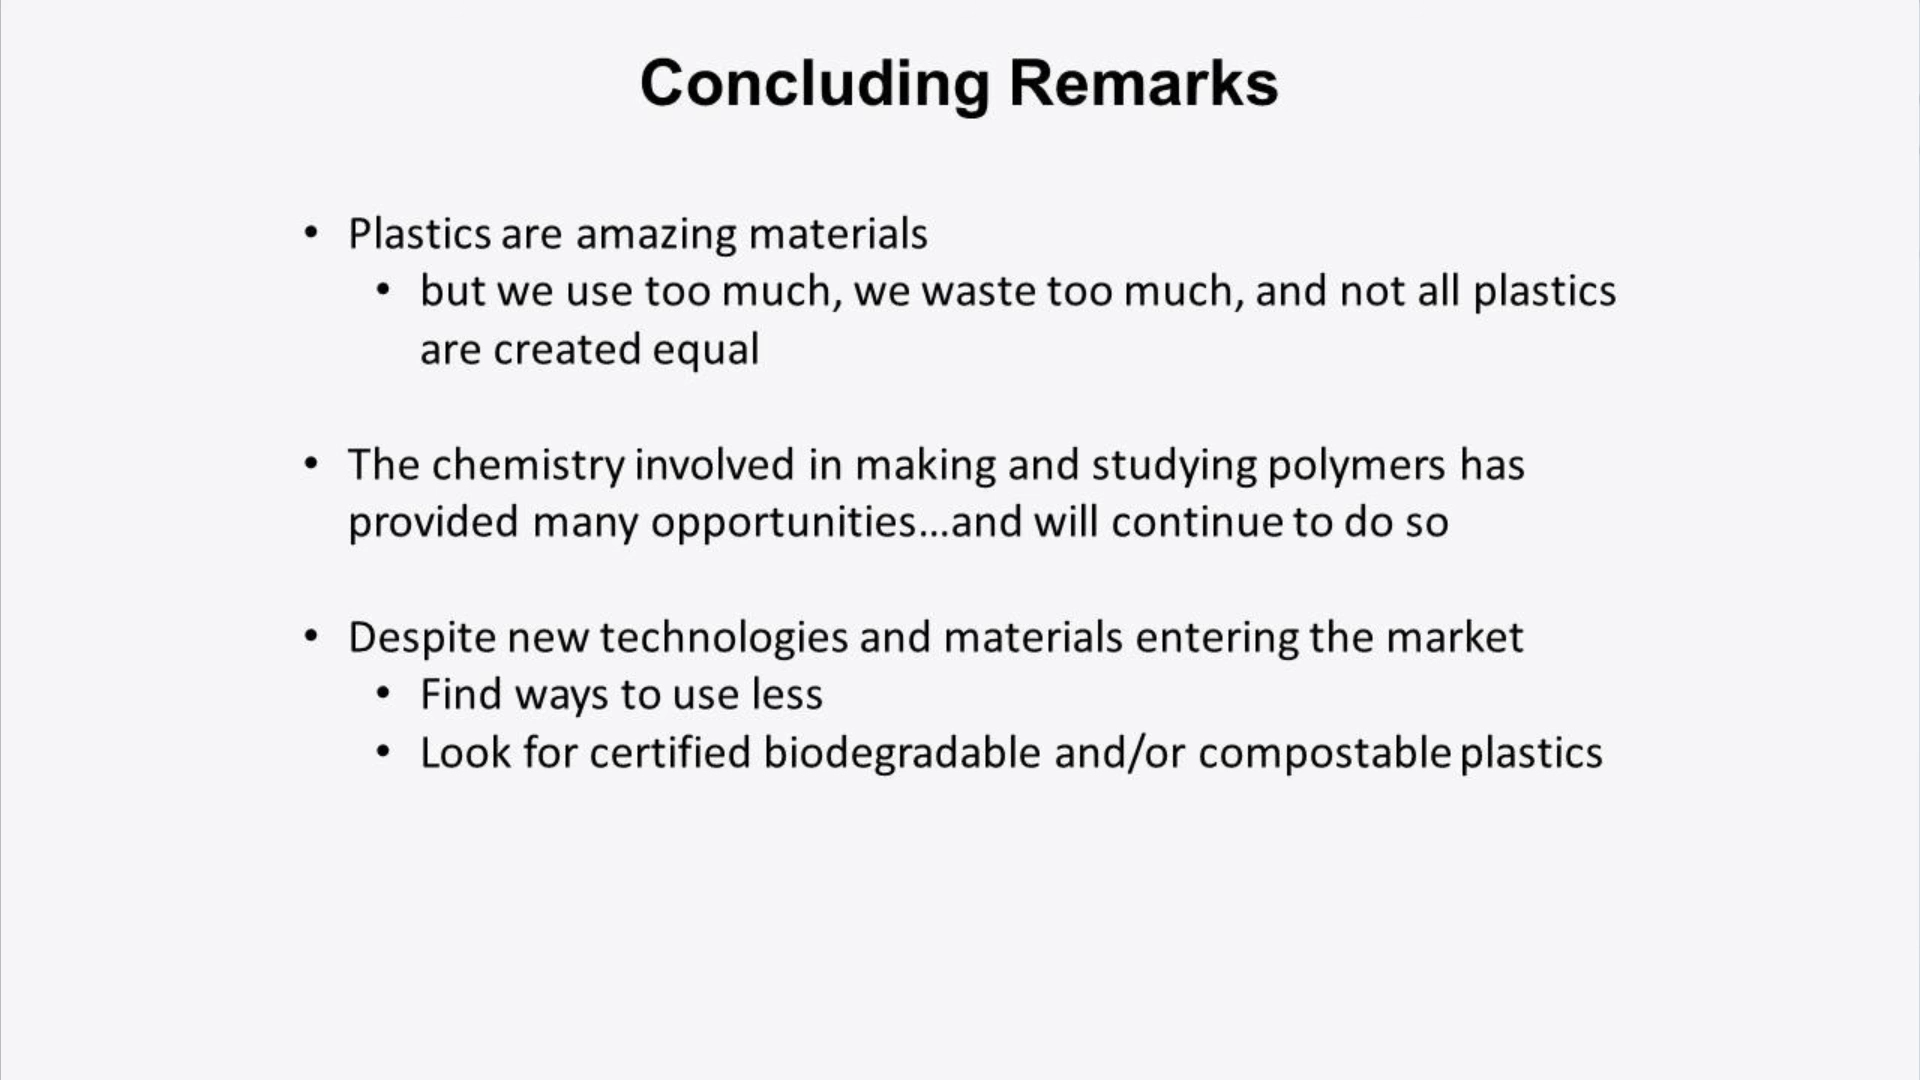 Concluding Remarks
• Plastics are amazing materials
• but we use too much, we waste too much, and not all plastics
are created equal
• The chemistry involved in making and studying polymers has
provided many opportunities...and will continue to do so
• Despite new technologies and materials entering the market
• Find ways to use less
• Look for certified biodegradable and/or compostable plastics